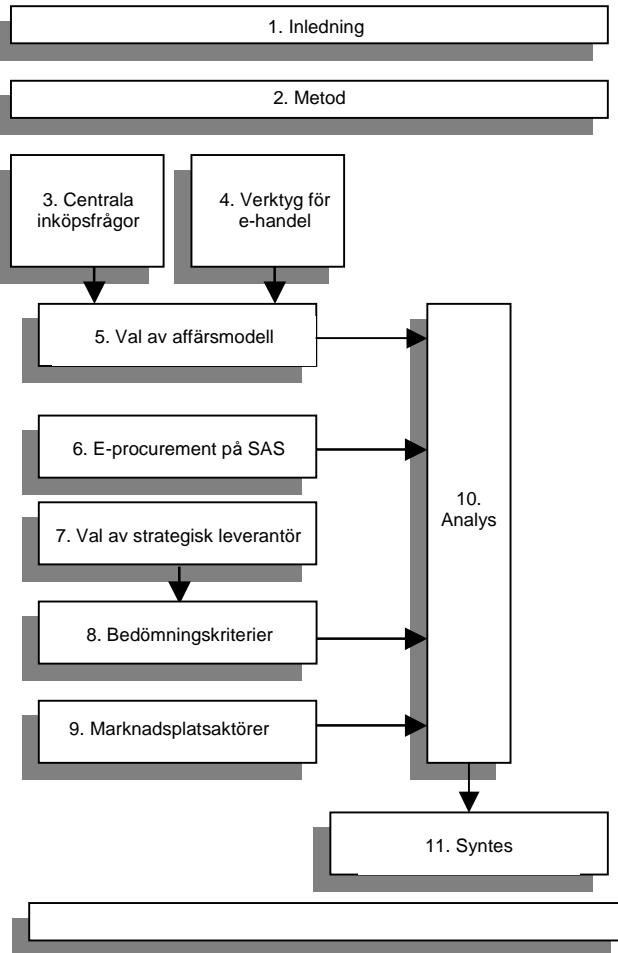 1. Inledning
2. Metod
3. Centrala
inköpsfrågor
4. Verktyg för
e-handel
5. Val av affärsmodell
6. E-procurement på SAS
7. Val av strategisk leverantör
8. Bedömningskriterier
9. Marknadsplatsaktörer
10.
Analys
11. Syntes